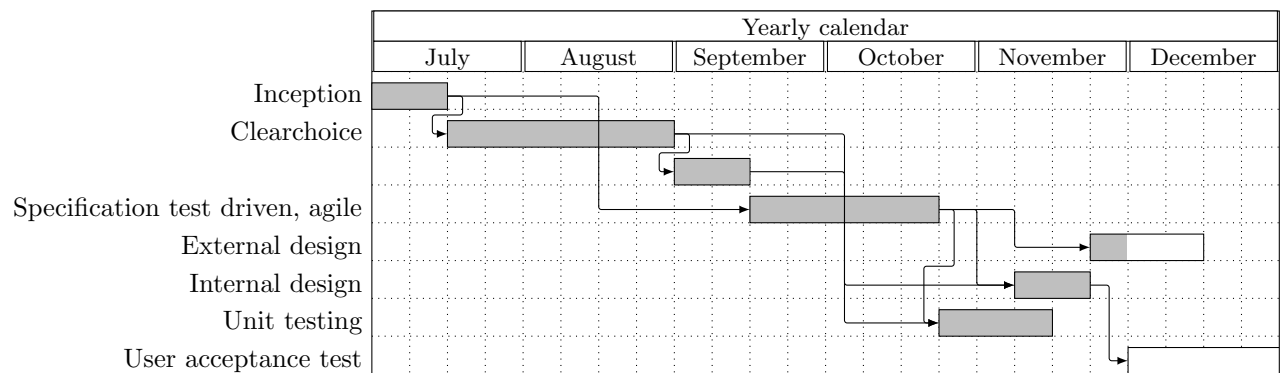 Yearly calendar
July August September October November December
Inception
Clearchoice
Specification test driven, agile
External design
Internal design
Unit testing
User acceptance test